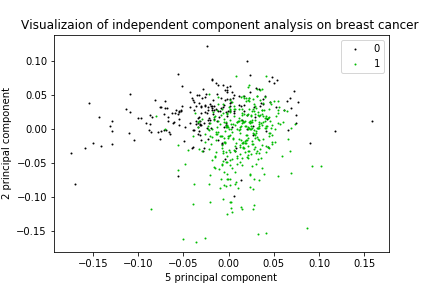 Visualizaion of independent component analysis on breast cancer
0
1
0.10
0.05
0.00
−0.05
−0.10
−0.15
2 principal component
−0.15 −0.10 −0.05 0.00 0.05 0.10 0.15
5 principal component